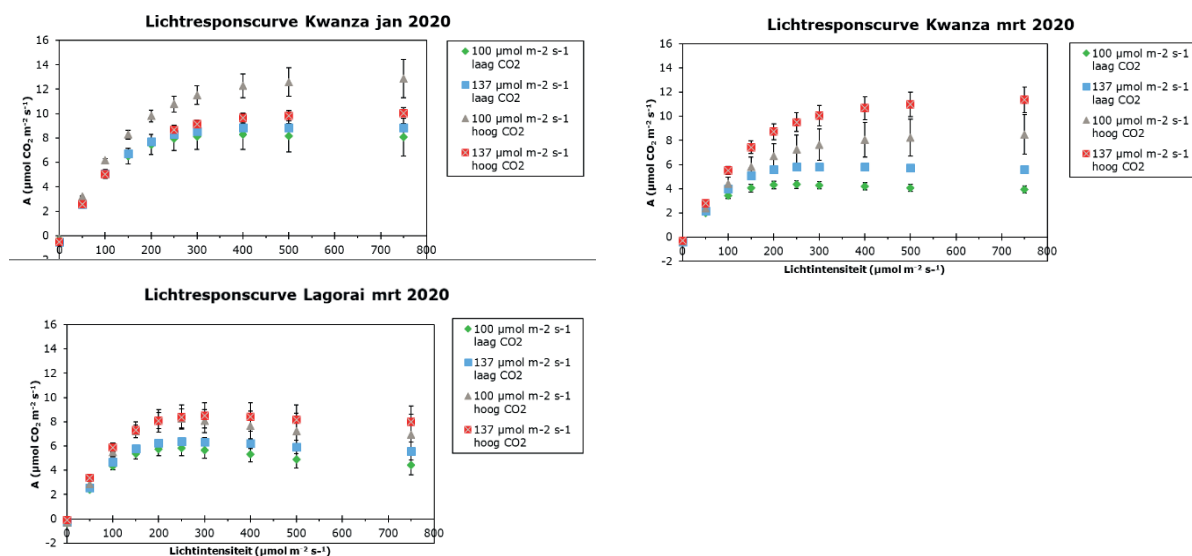 Lichtresponscurve Kwanza jan 2020
A (µmol CO₂ m⁻² s⁻¹)
16
14
12
10
8
6
4
2
0
-2
0 100 200 300 400 500 600 700 800
100 µmol m-2 s-1
laag CO2
137 µmol m-2 s-1
laag CO2
100 µmol m-2 s-1
hoog CO2
137 µmol m-2 s-1
hoog CO2
Lichtresponscurve Kwanza mrt 2020
A (µmol CO₂ m⁻² s⁻¹)
16
14
12
10
8
6
4
2
0
-2
0 100 200 300 400 500 600 700 800
Lichtintensiteit (µmol m⁻² s⁻¹)
100 µmol m-2 s-1
laag CO2
137 µmol m-2 s-1
laag CO2
100 µmol m-2 s-1
hoog CO2
137 µmol m-2 s-1
hoog CO2
Lichtresponscurve Lagorai mrt 2020
A (µmol CO₂ m⁻² s⁻¹)
16
14
12
10
8
6
4
2
0
-2
0 100 200 300 400 500 600 700 800
Lichtintensiteit (µmol m⁻² s⁻¹)
100 µmol m-2 s-1
laag CO2
137 µmol m-2 s-1
laag CO2
100 µmol m-2 s-1
hoog CO2
137 µmol m-2 s-1
hoog CO2